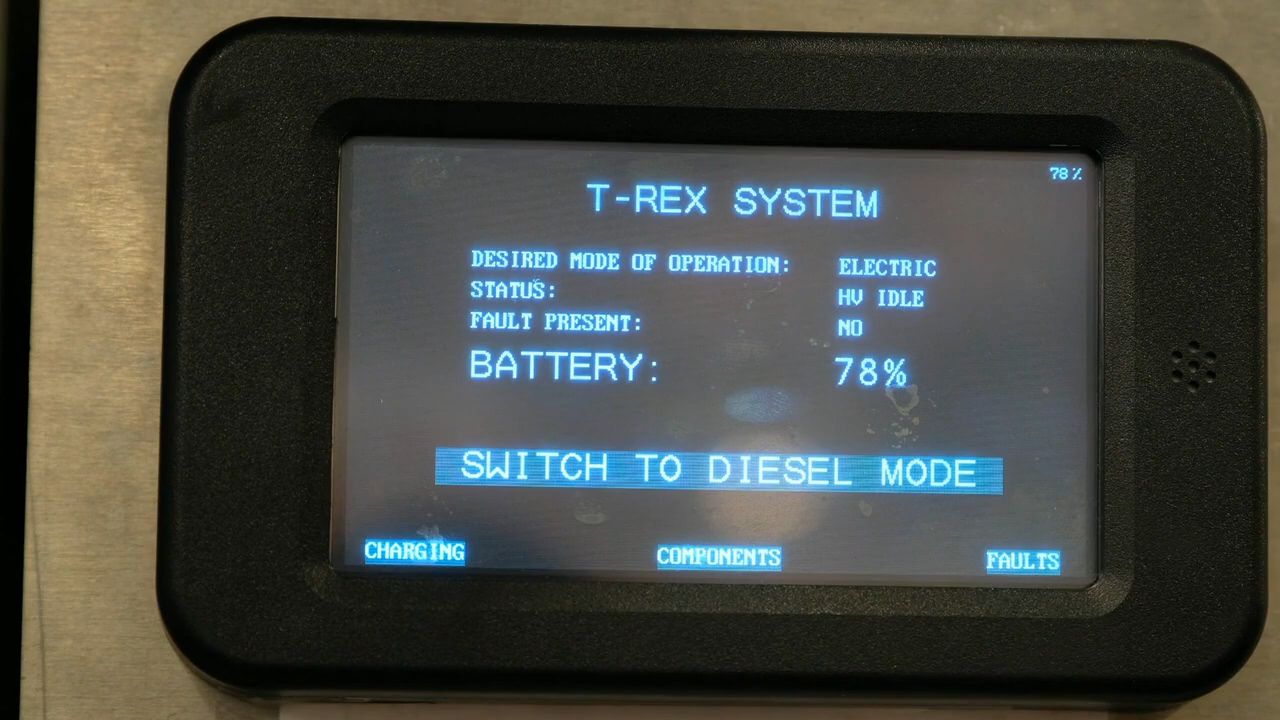 78%
T-REX SYSTEM
DESIRED MODE OF OPERATION: ELECTRIC
STATUS: HV IDLE
FAULT PRESENT: NO
BATTERY: 78%
SWITCH TO DIESEL MODE
CHARGING COMPONENTS FAULTS